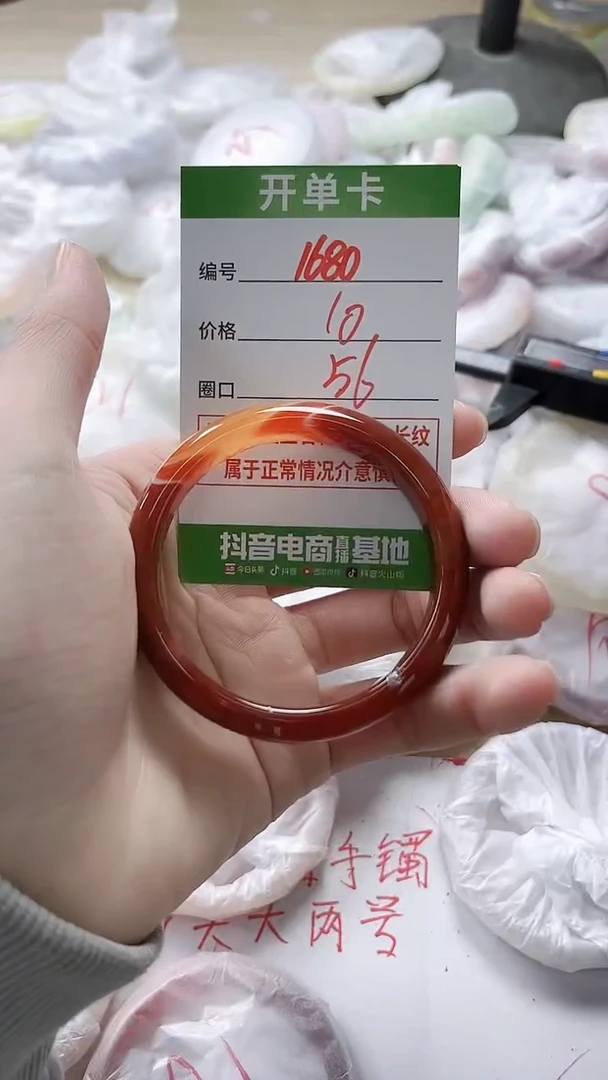 开单卡
编号 1680
价格 10
圈口 56
长纹
属于正常情况介意慎
抖音电商直播基地
今日头条 抖音 抖音火山版
手镯
大大两号